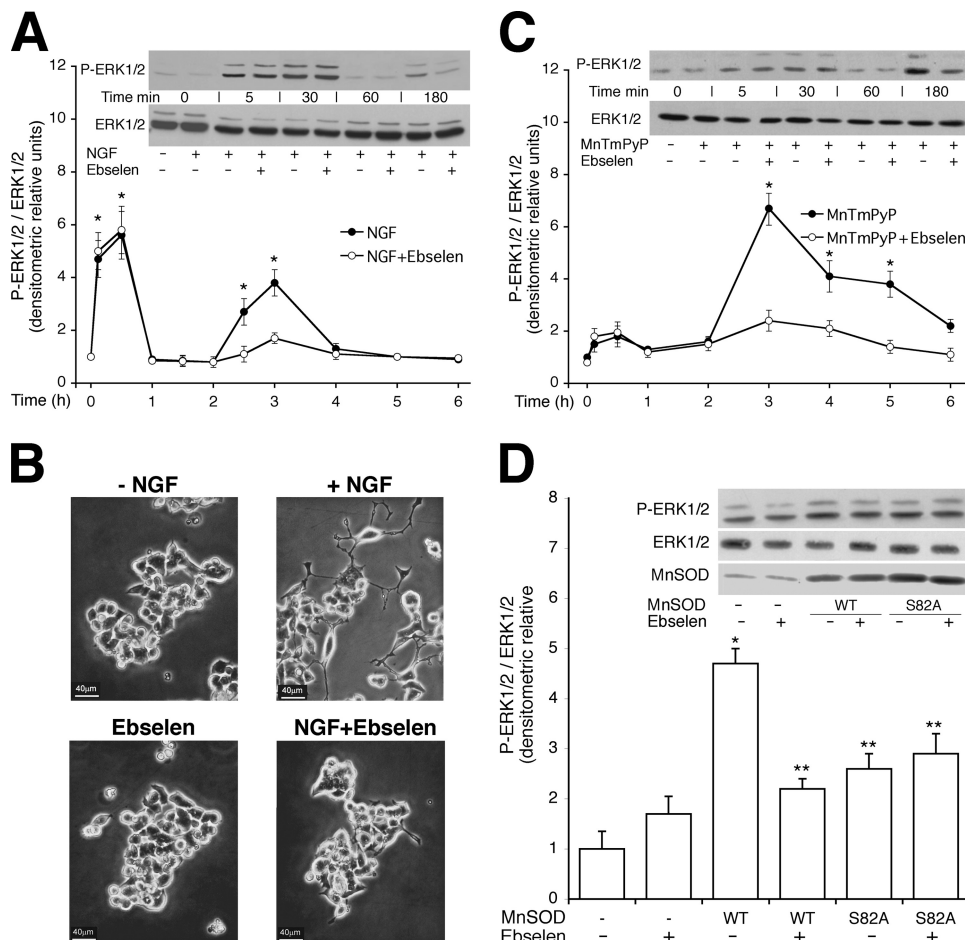 A
P-ERK1/2
Time min 0 | 5 | 30 | 60 | 180
ERK1/2
NGF – + + + + + + + + +
Ebselen – – – + – + – + – +
12
10
8
6
4
2
0
P-ERK1/2 / ERK1/2
(densitometric relative units)
* * * *
NGF
NGF+Ebselen
Time (h) 0 1 2 3 4 5 6
C
P-ERK1/2
Time min 0 | 5 | 30 | 60 | 180
ERK1/2
MnTmPyP – + + + – + – + + +
Ebselen – – – + – + – + – +
12
10
8
6
4
2
0
P-ERK1/2 / ERK1/2
(densitometric relative units)
* * *
MnTmPyP
MnTmPyP+Ebselen
Time (h) 0 1 2 3 4 5 6
B
- NGF
+ NGF
40μm
40μm
Ebselen
NGF+Ebselen
40μm
40μm
D
P-ERK1/2
ERK1/2
MnSOD
MnSOD – – WT S82A
Ebselen – + – + – +
8
7
6
5
4
3
2
1
0
P-ERK1/2 / ERK1/2
(densitometric relative
* ** ** **
MnSOD - - WT WT S82A S82A
Ebselen – + – + – +